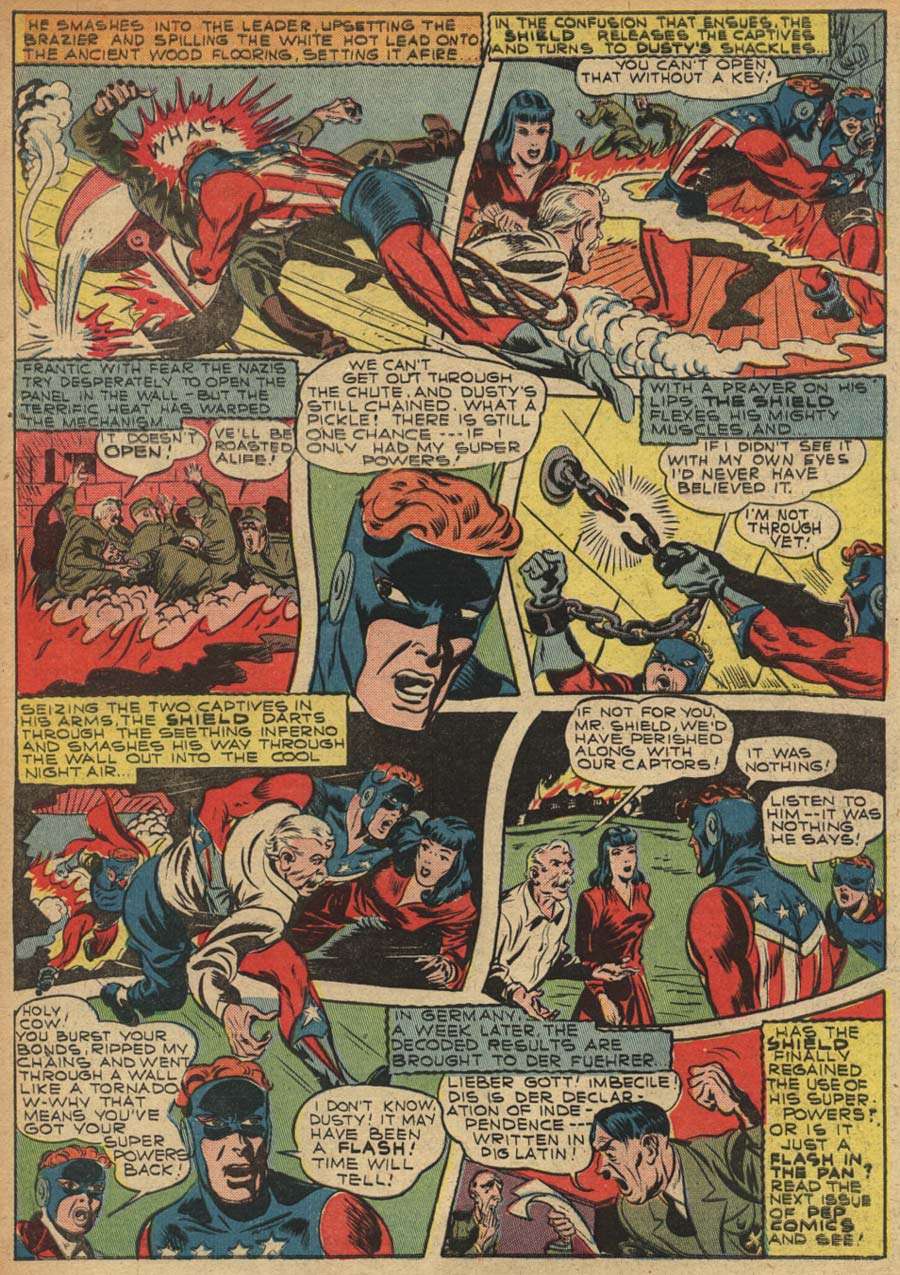 HE SMASHES INTO THE LEADER UPSETTING THE
BRAZIER AND SPILLING THE WHITE HOT LEAD ONTO
THE ANCIENT WOOD FLOORING, SETTING IT AFIRE...
WHACK
IN THE CONFUSION THAT ENSUES, THE
SHIELD RELEASES THE CAPTIVES
AND TURNS TO DUSTY'S SHACKLES...
YOU CAN'T OPEN
THAT WITHOUT A KEY!
FRANTIC WITH FEAR THE NAZIS
TRY DESPERATELY TO OPEN THE
PANEL IN THE WALL - BUT THE
TERRIFIC HEAT HAS WARPED
THE MECHANISM
IT DOESN'T
OPEN!
VE'LL BE
ROASTED
ALIFE!
WE CAN'T
GET OUT THROUGH
THE CHUTE, AND DUSTY'S
STILL CHAINED. WHAT A
PICKLE! THERE IS STILL
ONE CHANCE --- IF I
ONLY HAD MY SUPER
POWERS!
WITH A PRAYER ON HIS
LIPS, THE SHIELD
FLEXES HIS MIGHTY
MUSCLES, AND
IF I DIDN'T SEE IT
WITH MY OWN EYES
I'D NEVER HAVE
BELIEVED IT.
I'M NOT
THROUGH
YET!
SEIZING THE TWO CAPTIVES IN
HIS ARMS, THE SHIELD DARTS
THROUGH THE SEETHING INFERNO
AND SMASHES HIS WAY THROUGH
THE WALL OUT INTO THE COOL
NIGHT AIR...
IF NOT FOR YOU,
MR. SHIELD, WE'D
HAVE PERISHED
ALONG WITH
OUR CAPTORS!
IT WAS
NOTHING!
LISTEN TO
HIM -- IT WAS
NOTHING
HE SAYS!
HOLY
COW,
YOU BURST YOUR
BONDS, RIPPED MY
CHAINS AND WENT
THROUGH A WALL
LIKE A TORNADO
W-WHY THAT
MEANS YOU'VE
GOT YOUR
SUPER
POWERS
BACK!
I DON'T KNOW,
DUSTY! IT MAY
HAVE BEEN
A FLASH!
TIME WILL
TELL!
IN GERMANY,
A WEEK LATER, THE
DECODED RESULTS ARE
BROUGHT TO DER FUEHRER.
LIEBER GOTT! IMBECILE!
DIS IS DER DECLAR-
ATION OF INDE-
PENDENCE ---
WRITTEN IN
PIG LATIN!
HAS THE
SHIELD
FINALLY
REGAINED
THE USE OF
HIS SUPER
POWERS?
OR IS IT
JUST A
FLASH IN
THE PAN?
READ THE
NEXT ISSUE
OF PEP
COMICS
AND SEE!